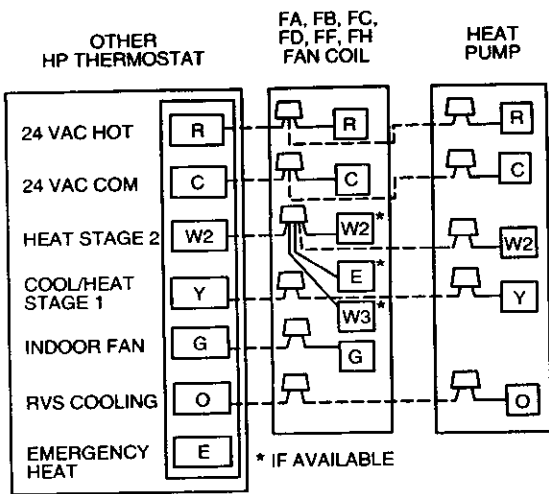 OTHER
HP THERMOSTAT
FA, FB, FC,
FD, FF, FH
FAN COIL
HEAT
PUMP
24 VAC HOT R R R
24 VAC COM C C C
HEAT STAGE 2 W2 W2* W2
E*
COOL/HEAT
STAGE 1 Y Y
W3*
INDOOR FAN G G
RVS COOLING O O
EMERGENCY
HEAT E
* IF AVAILABLE